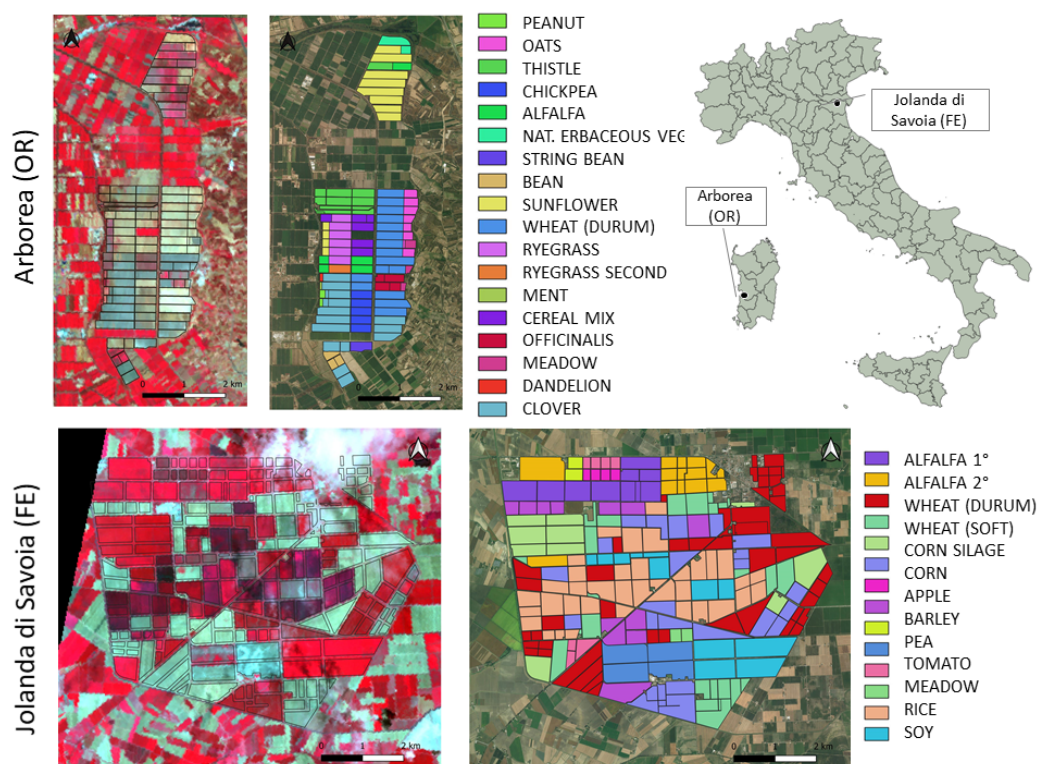 Arborea (OR)
0 2 km
0 2 km
PEANUT
OATS
THISTLE
CHICKPEA
ALFALFA
NAT. ERBACEOUS VEG
STRING BEAN
BEAN
SUNFLOWER
WHEAT (DURUM)
RYEGRASS
RYEGRASS SECOND
MENT
CEREAL MIX
OFFICINALIS
MEADOW
DANDELION
CLOVER
Jolanda di
Savoia (FE)
Arborea
(OR)
Jolanda di Savoia (FE)
0 2 km
0 2 km
ALFALFA 1°
ALFALFA 2°
WHEAT (DURUM)
WHEAT (SOFT)
CORN SILAGE
CORN
APPLE
BARLEY
PEA
TOMATO
MEADOW
RICE
SOY